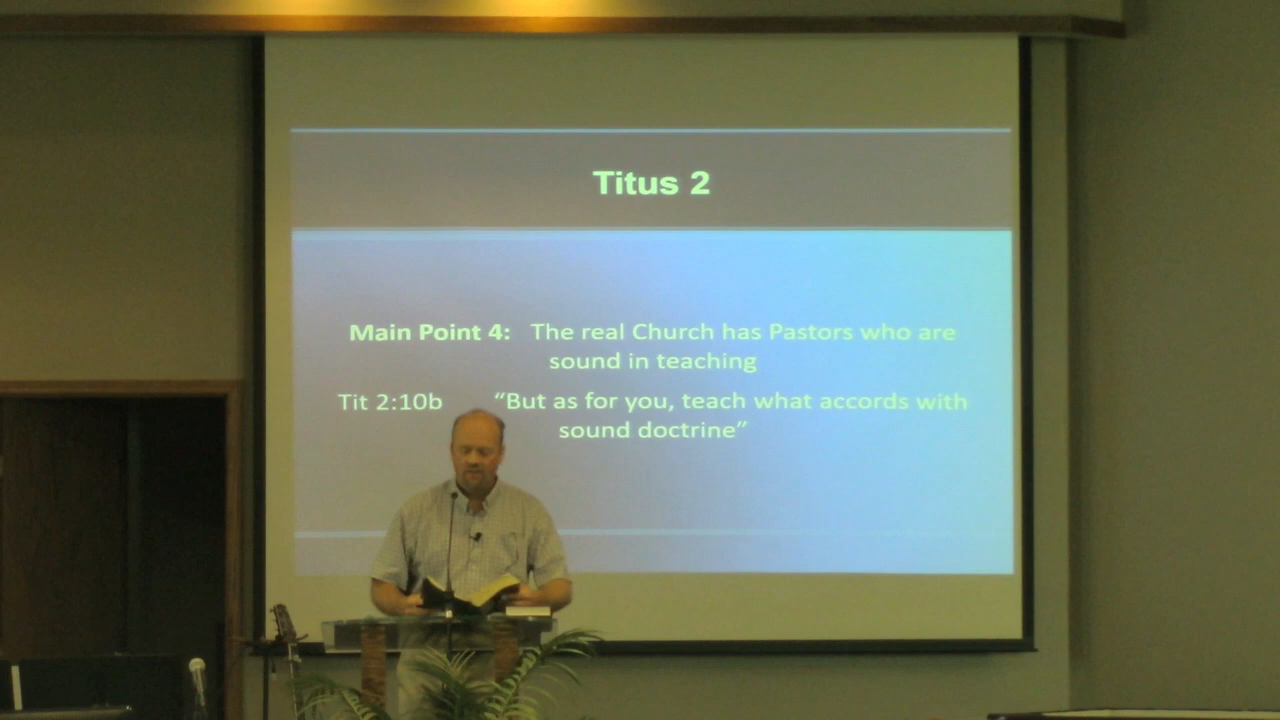 Titus 2
Main Point 4: The real Church has Pastors who are
sound in teaching
Tit 2:10b “But as for you, teach what accords with
sound doctrine”